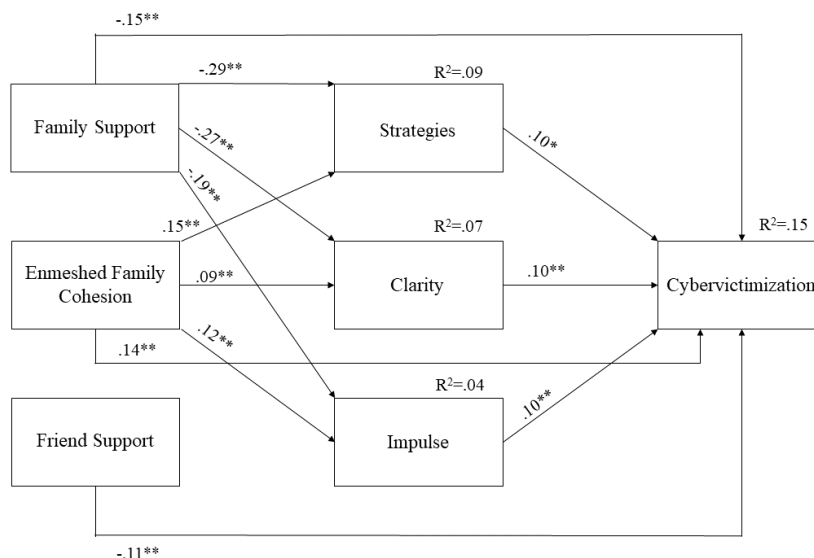 -.15**
-.29**
R²=.09
Family Support
Strategies
-.27**
.10*
-.19**
.15**
R²=.07
R²=.15
Enmeshed Family
Cohesion
.09**
Clarity
.10**
Cybervictimization
.12**
.14**
R²=.04
.10**
Friend Support
Impulse
-.11**